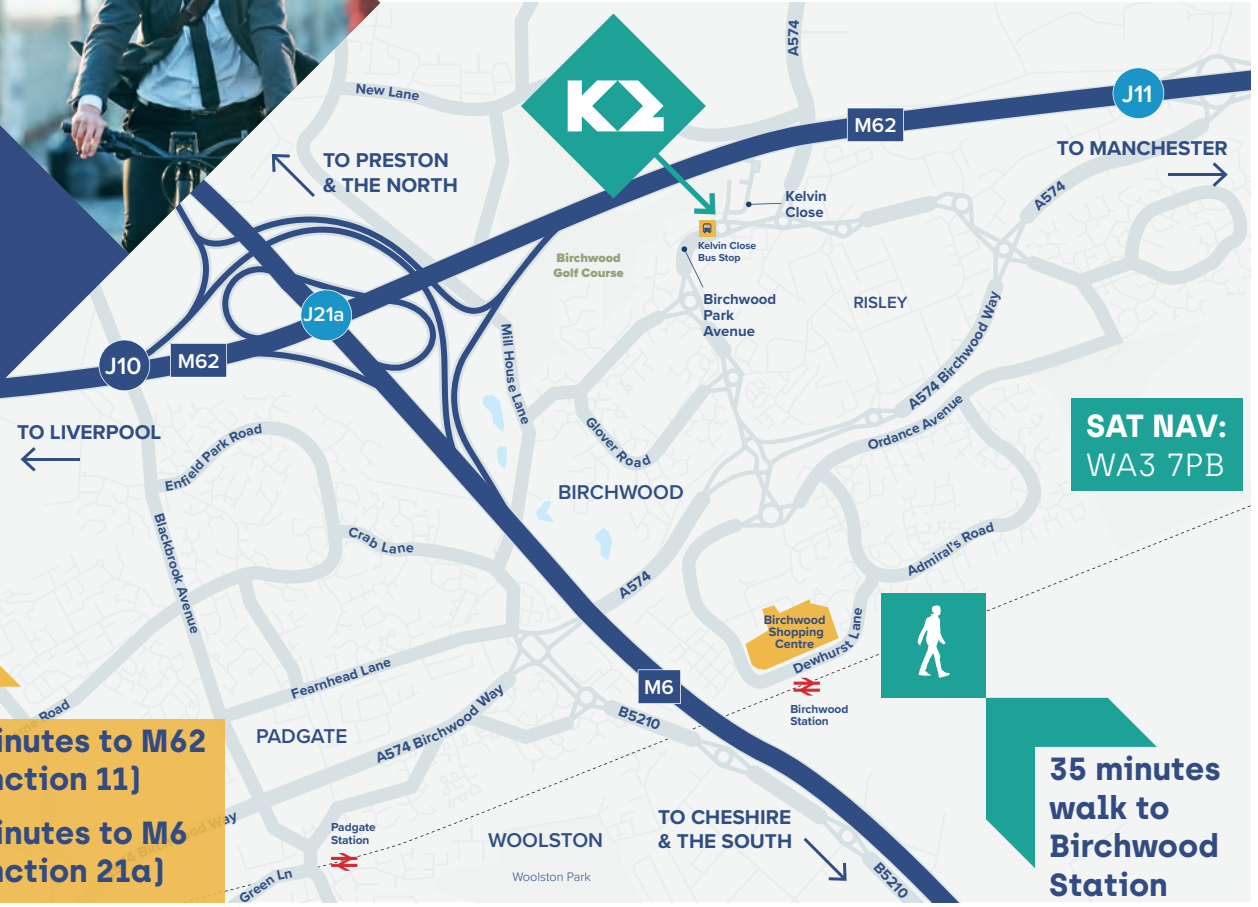 A574
K2
New Lane
J11
M62
TO MANCHESTER
TO PRESTON
& THE NORTH
A574
Kelvin
Close
Kelvin Close
Bus Stop
Birchwood
Golf Course
Birchwood
Park
Avenue
RISLEY
J21a
J10
M62
Mill House Lane
A574 Birchwood Way
TO LIVERPOOL
Enfield Park Road
Glover Road
Ordance Avenue
SAT NAV:
WA3 7PB
BIRCHWOOD
Blackbrook Avenue
Crab Lane
Admiral's Road
A574
Birchwood
Shopping
Centre
Dewhurst Lane
Fearnhead Lane
M6
Birchwood
Station
B5210
Road
PADGATE
A574 Birchwood Way
inutes to M62
ction 11)
inutes to M6
ction 21a)
Way
35 minutes
walk to
Birchwood
Station
TO CHESHIRE
& THE SOUTH
Padgate
Station
WOOLSTON
Woolston Park
Green Ln
B5210